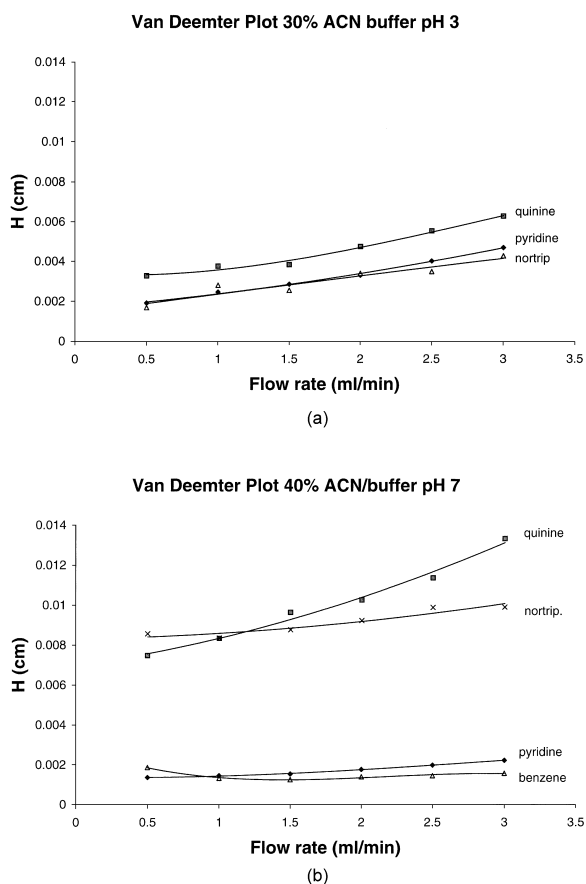 Van Deemter Plot 30% ACN buffer pH 3
0.014
0.012
0.01
0.008
0.006
0.004
0.002
0
H (cm)
quinine
pyridine
nortrip
0
0.5
1
1.5
2
2.5
3
3.5
Flow rate (ml/min)
(a)
Van Deemter Plot 40% ACN/buffer pH 7
0.014
0.012
0.01
0.008
0.006
0.004
0.002
0
H (cm)
quinine
nortrip.
pyridine
benzene
0
0.5
1
1.5
2
2.5
3
3.5
Flow rate (ml/min)
(b)